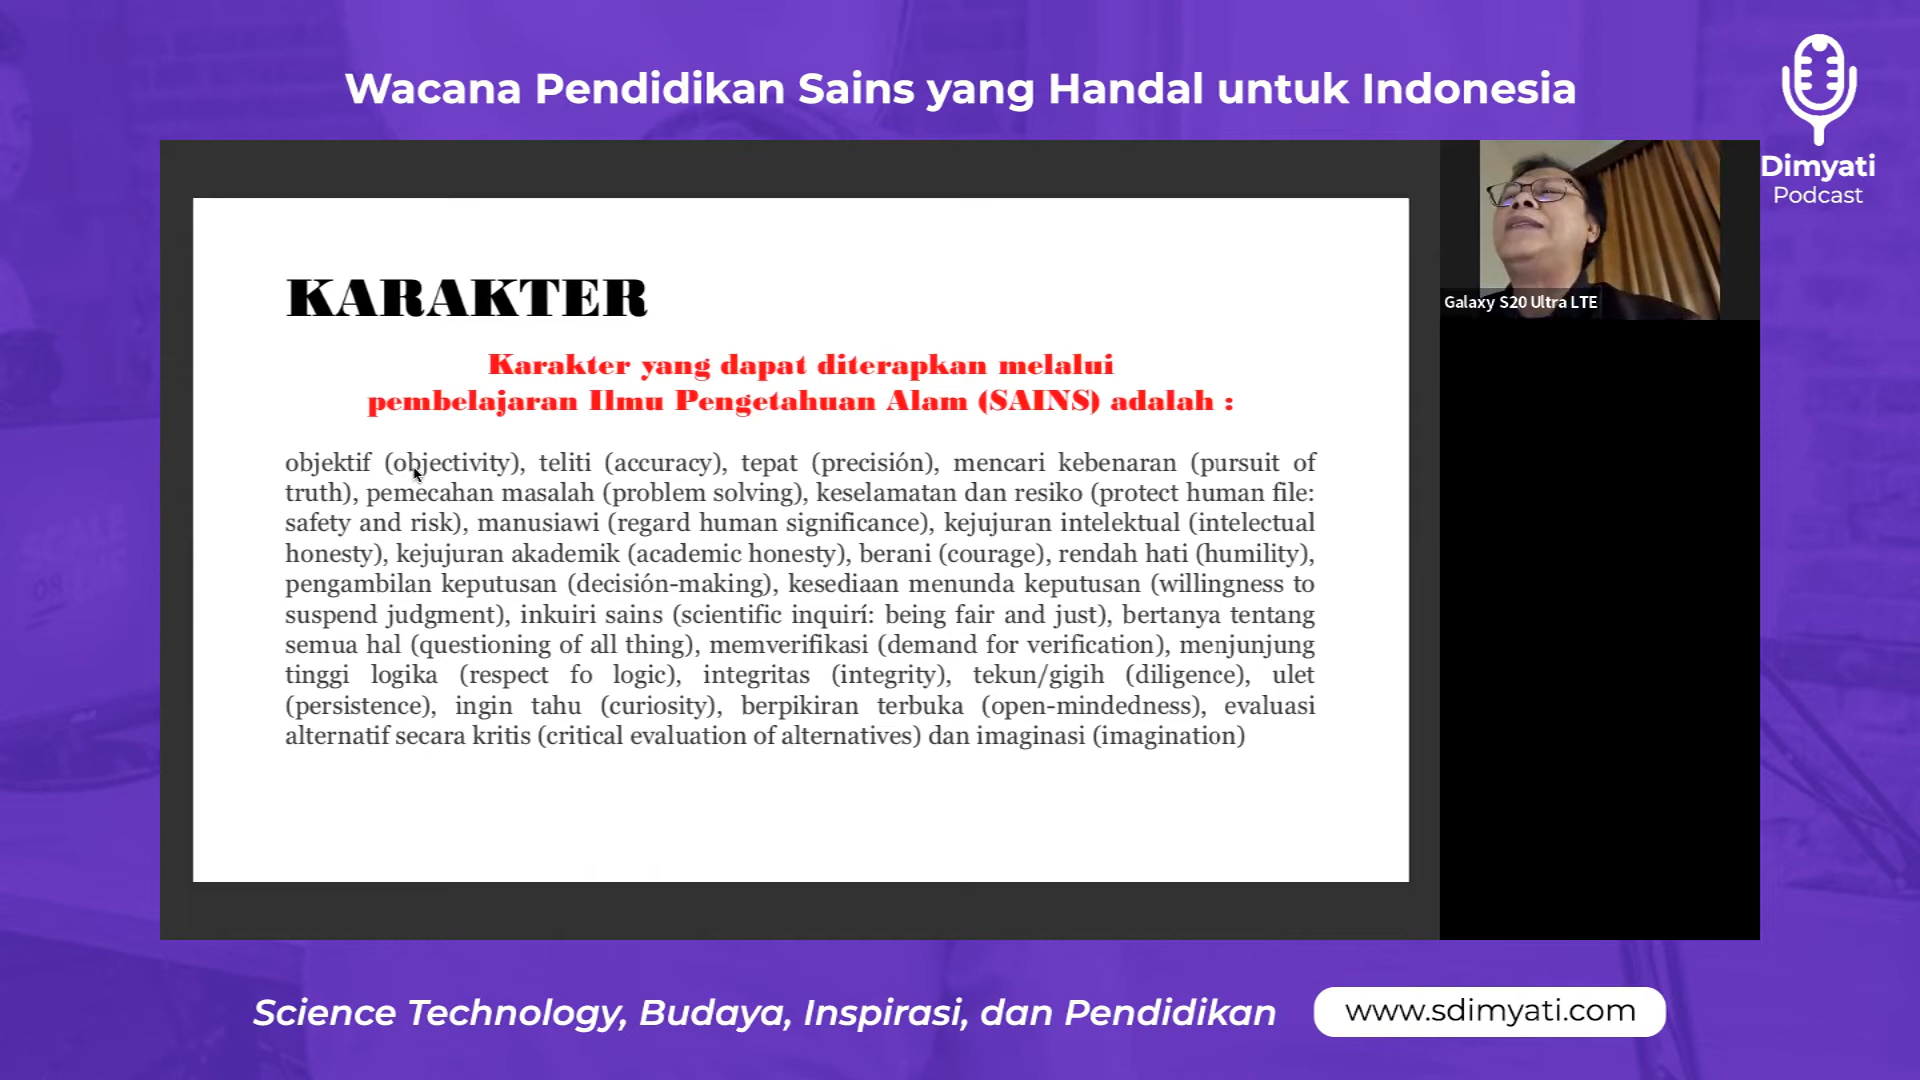 Wacana Pendidikan Sains yang Handal untuk Indonesia
Dimyati
Podcast
Galaxy S20 Ultra LTE
KARAKTER
Karakter yang dapat diterapkan melalui
pembelajaran Ilmu Pengetahuan Alam (SAINS) adalah :
objektif (objectivity), teliti (accuracy), tepat (precisión), mencari kebenaran (pursuit of
truth), pemecahan masalah (problem solving), keselamatan dan resiko (protect human file:
safety and risk), manusiawi (regard human significance), kejujuran intelektual (intelectual
honesty), kejujuran akademik (academic honesty), berani (courage), rendah hati (humility),
pengambilan keputusan (decisión-making), kesediaan menunda keputusan (willingness to
suspend judgment), inkuiri sains (scientific inquirí: being fair and just), bertanya tentang
semua hal (questioning of all thing), memverifikasi (demand for verification), menjunjung
tinggi logika (respect fo logic), integritas (integrity), tekun/gigih (diligence), ulet
(persistence), ingin tahu (curiosity), berpikiran terbuka (open-mindedness), evaluasi
alternatif secara kritis (critical evaluation of alternatives) dan imaginasi (imagination)
Science Technology, Budaya, Inspirasi, dan Pendidikan
www.sdimyati.com